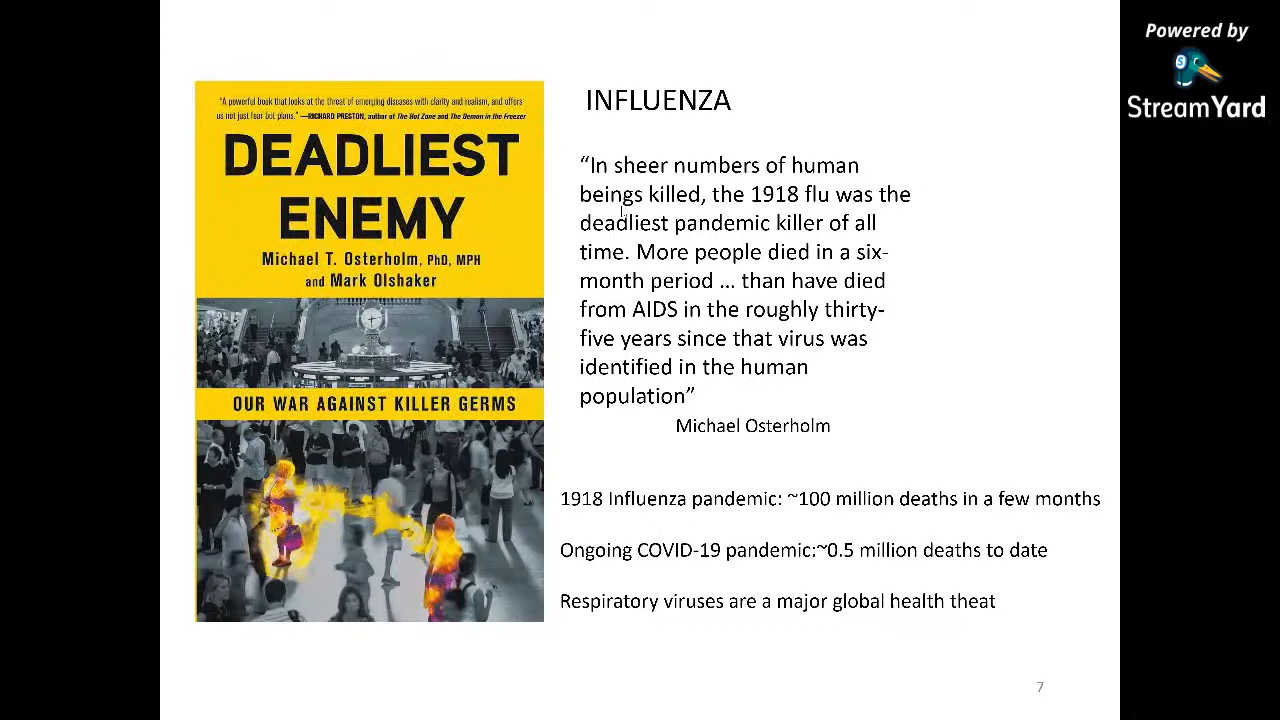 Powered by
StreamYard
"A powerful book that looks at the threat of emerging diseases with clarity and realism, and offers
us not just fear but plans." —RICHARD PRESTON, author of The Hot Zone and The Demon in the Freezer
DEADLIEST
ENEMY
Michael T. Osterholm, PhD, MPH
and Mark Olshaker
OUR WAR AGAINST KILLER GERMS
INFLUENZA
“In sheer numbers of human
beings killed, the 1918 flu was the
deadliest pandemic killer of all
time. More people died in a six-
month period ... than have died
from AIDS in the roughly thirty-
five years since that virus was
identified in the human
population”
Michael Osterholm
1918 Influenza pandemic: ~100 million deaths in a few months
Ongoing COVID-19 pandemic:~0.5 million deaths to date
Respiratory viruses are a major global health theat
7